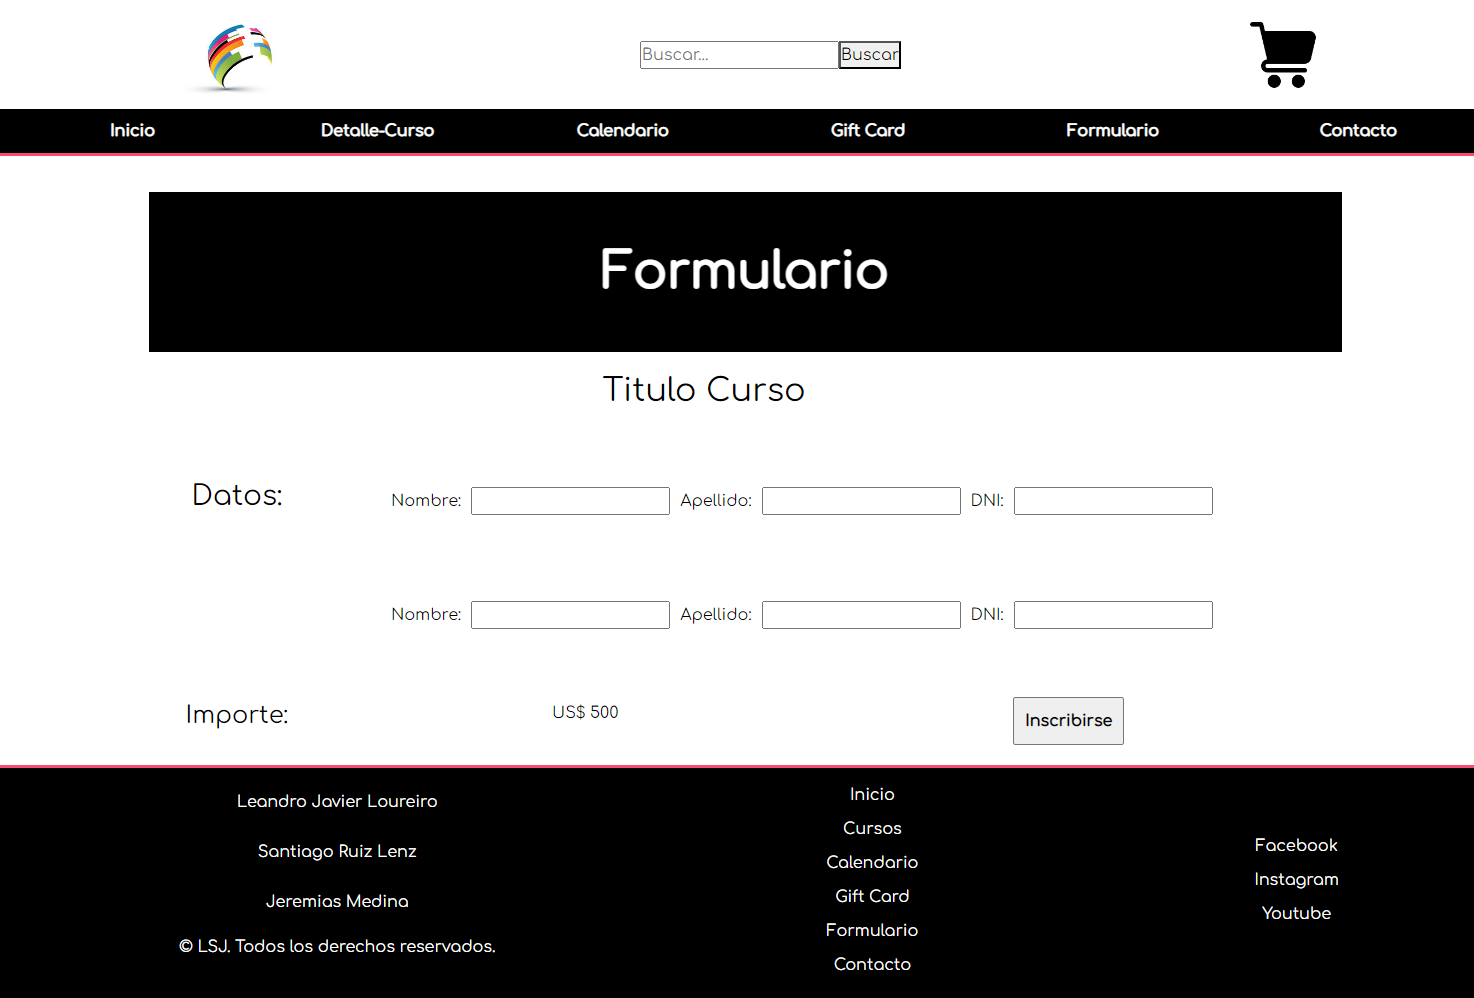 Buscar... Buscar
Inicio Detalle-Curso Calendario Gift Card Formulario Contacto
Formulario
Titulo Curso
Datos: Nombre: Apellido: DNI:
Nombre: Apellido: DNI:
Importe: US$ 500 Inscribirse
Leandro Javier Loureiro
Santiago Ruiz Lenz
Jeremias Medina
© LSJ. Todos los derechos reservados.
Inicio
Cursos
Calendario
Gift Card
Formulario
Contacto
Facebook
Instagram
Youtube